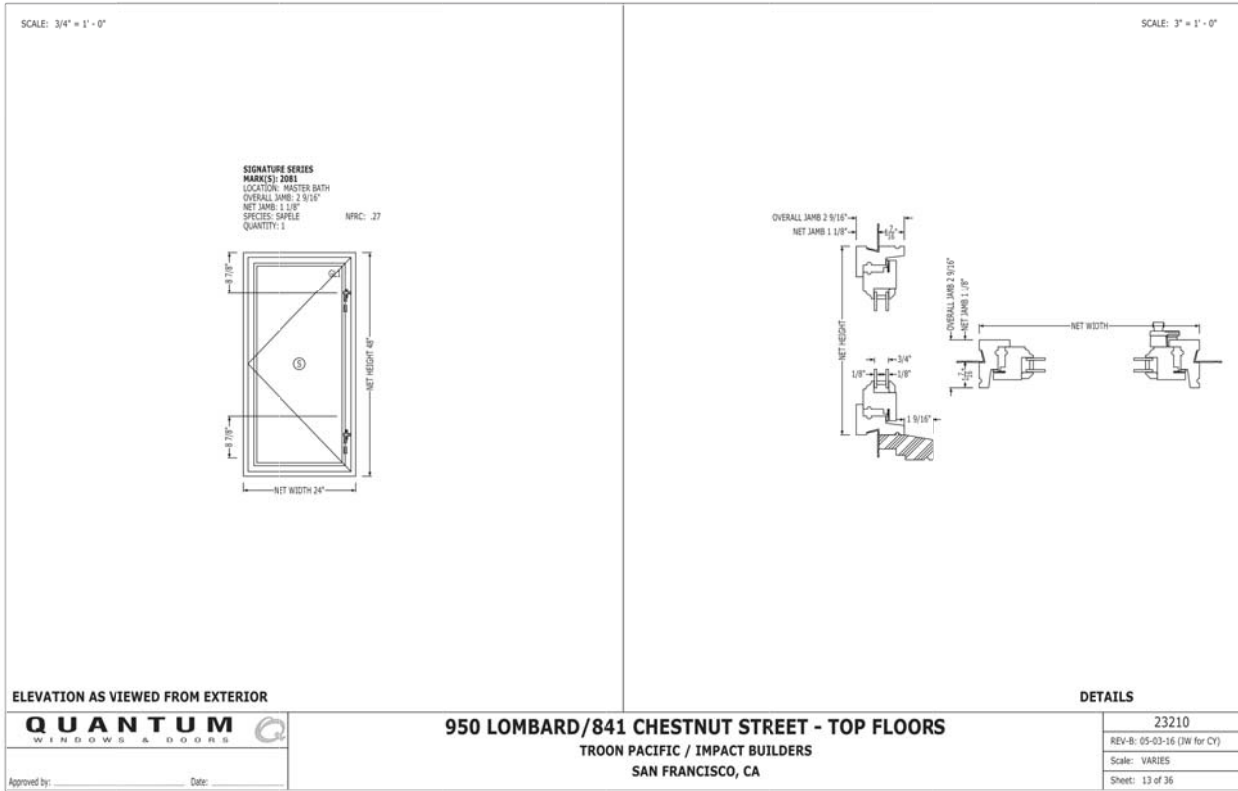 SCALE: 3/4" = 1' - 0"
SCALE: 3" = 1' - 0"
SIGNATURE SERIES
MARK(S): 2081
LOCATION: MASTER BATH
OVERALL JAMB: 2 9/16"
NET JAMB: 1 1/8"
SPECIES: SAPELE
NFRC: .27
QUANTITY: 1
8 7/8"
S
NET HEIGHT 48"
8 7/8"
NET WIDTH 24"
OVERALL JAMB 2 9/16"
NET JAMB 1 1/8"
NET HEIGHT
3/4"
1/8"
1/8"
1 9/16"
OVERALL JAMB 2 9/16"
NET JAMB 1 1/8"
NET WIDTH
ELEVATION AS VIEWED FROM EXTERIOR
DETAILS
QUANTUM
WINDOWS & DOORS
Approved by:
Date:
950 LOMBARD/841 CHESTNUT STREET - TOP FLOORS
TROON PACIFIC / IMPACT BUILDERS
SAN FRANCISCO, CA
23210
REV-B: 05-03-16 (JW for CY)
Scale: VARIES
Sheet: 13 of 36